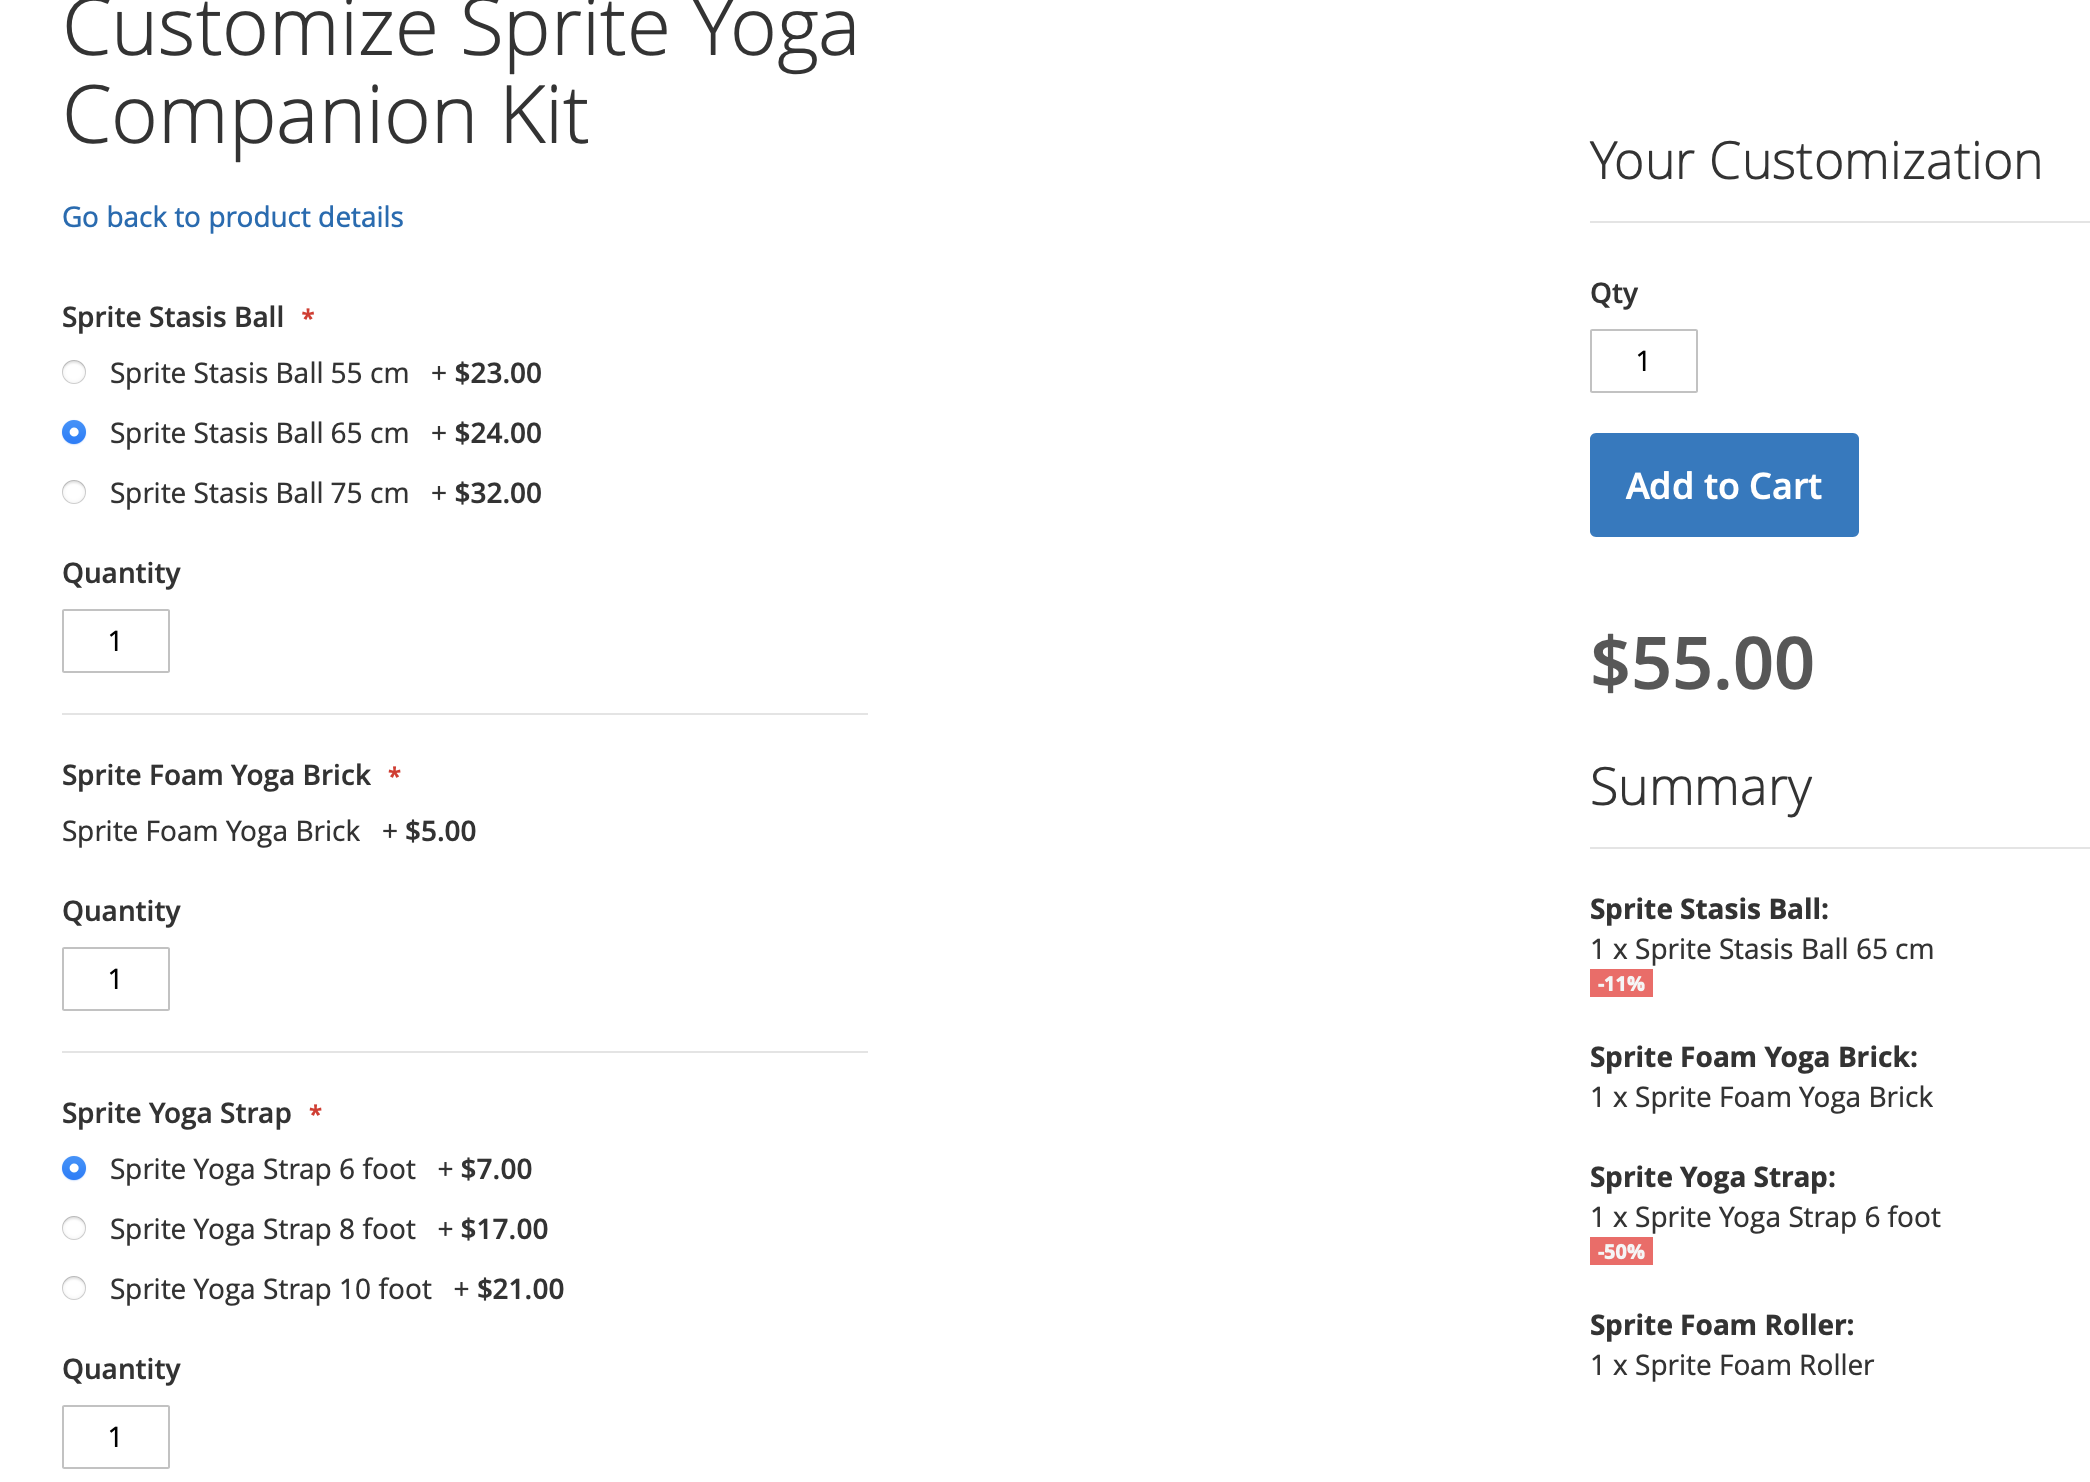 Customize Sprite Yoga
Companion Kit
Go back to product details
Sprite Stasis Ball *
Sprite Stasis Ball 55 cm + $23.00
Sprite Stasis Ball 65 cm + $24.00
Sprite Stasis Ball 75 cm + $32.00
Quantity
1
Sprite Foam Yoga Brick *
Sprite Foam Yoga Brick + $5.00
Quantity
1
Sprite Yoga Strap *
Sprite Yoga Strap 6 foot + $7.00
Sprite Yoga Strap 8 foot + $17.00
Sprite Yoga Strap 10 foot + $21.00
Quantity
1
Your Customization
Qty
1
Add to Cart
$55.00
Summary
Sprite Stasis Ball:
1 x Sprite Stasis Ball 65 cm
-11%
Sprite Foam Yoga Brick:
1 x Sprite Foam Yoga Brick
Sprite Yoga Strap:
1 x Sprite Yoga Strap 6 foot
-50%
Sprite Foam Roller:
1 x Sprite Foam Roller